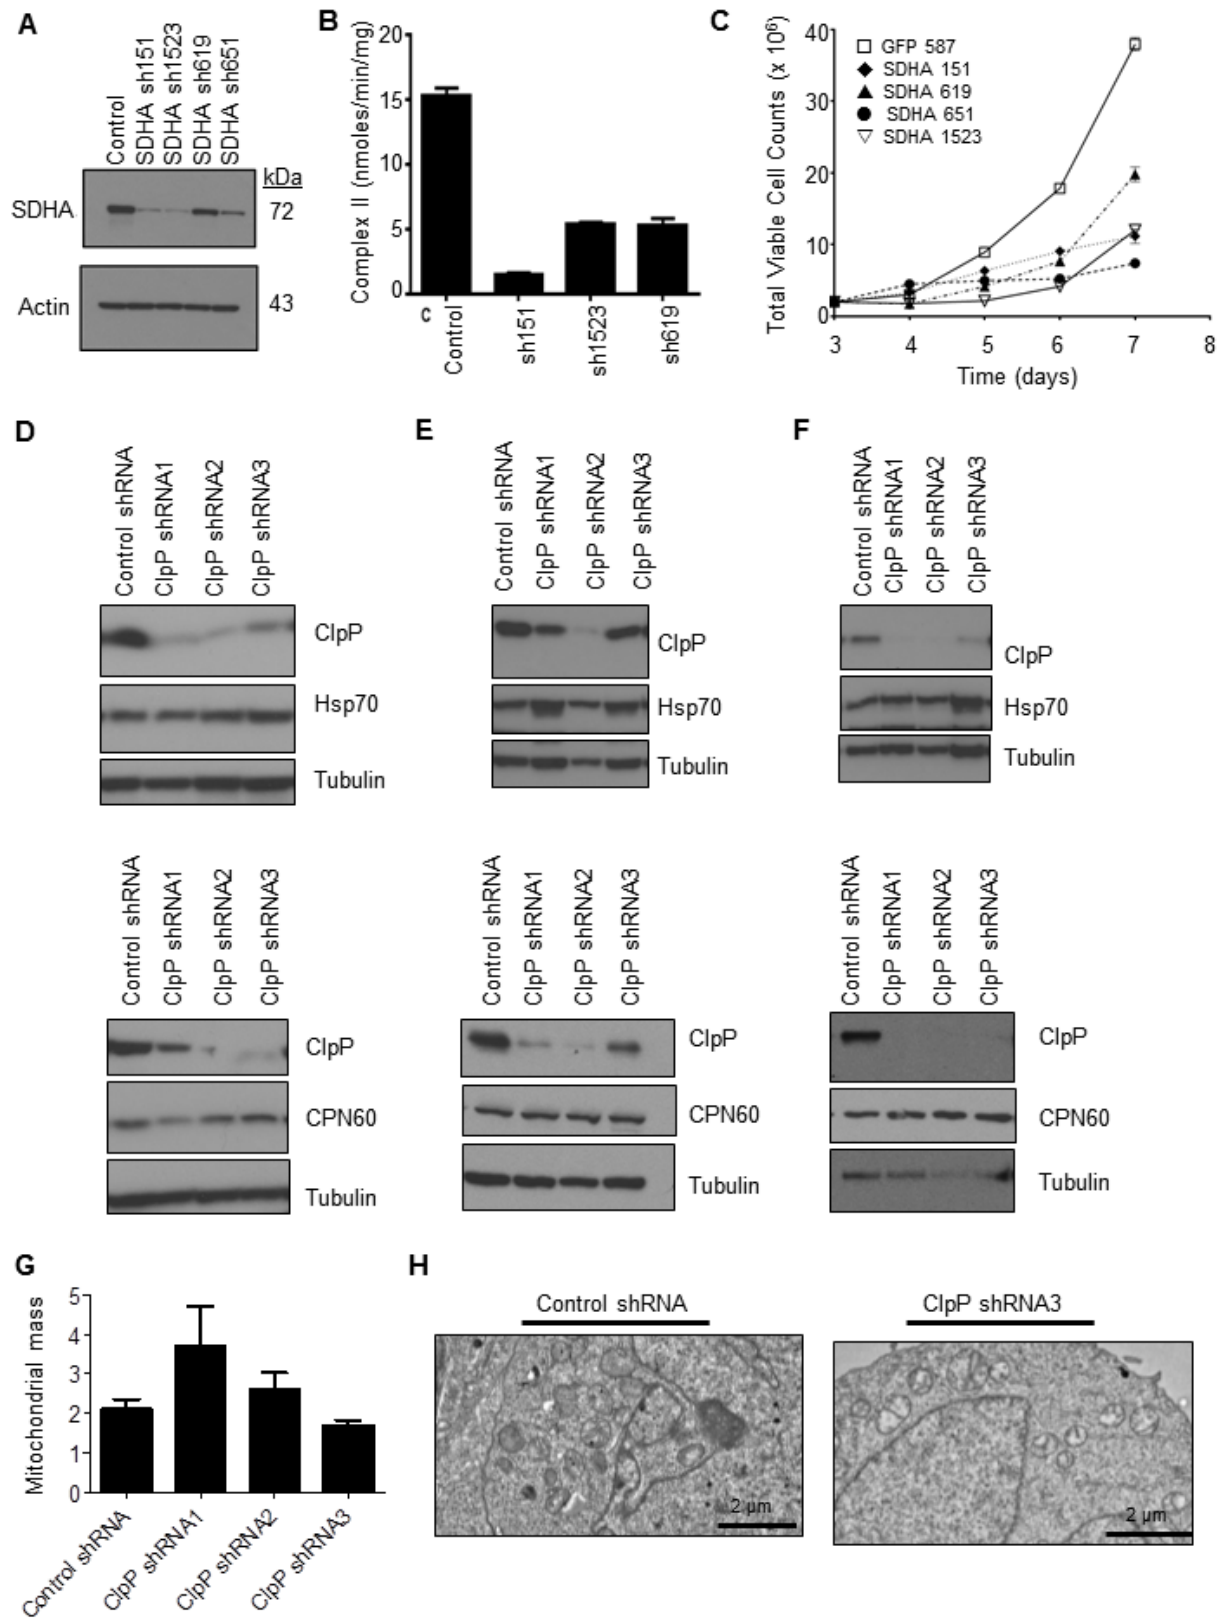 A
Control
SDHA sh151
SDHA sh1523
SDHA sh619
SDHA sh651
kDa
SDHA
72
Actin
43
B
Complex II (nmoles/min/mg)
20
15
10
5
0
c
Control
sh151
sh1523
sh619
C
Total Viable Cell Counts (x 10⁶)
40
30
20
10
0
GFP 587
SDHA 151
SDHA 619
SDHA 651
SDHA 1523
3 4 5 6 7 8
Time (days)
D
Control shRNA
ClpP shRNA1
ClpP shRNA2
ClpP shRNA3
ClpP
Hsp70
Tubulin
Control shRNA
ClpP shRNA1
ClpP shRNA2
ClpP shRNA3
ClpP
CPN60
Tubulin
E
Control shRNA
ClpP shRNA1
ClpP shRNA2
ClpP shRNA3
ClpP
Hsp70
Tubulin
Control shRNA
ClpP shRNA1
ClpP shRNA2
ClpP shRNA3
ClpP
CPN60
Tubulin
F
Control shRNA
ClpP shRNA1
ClpP shRNA2
ClpP shRNA3
ClpP
Hsp70
Tubulin
Control shRNA
ClpP shRNA1
ClpP shRNA2
ClpP shRNA3
ClpP
CPN60
Tubulin
G
Mitochondrial mass
5
4
3
2
1
0
Control shRNA
ClpP shRNA1
ClpP shRNA2
ClpP shRNA3
H
Control shRNA
2 µm
ClpP shRNA3
2 µm